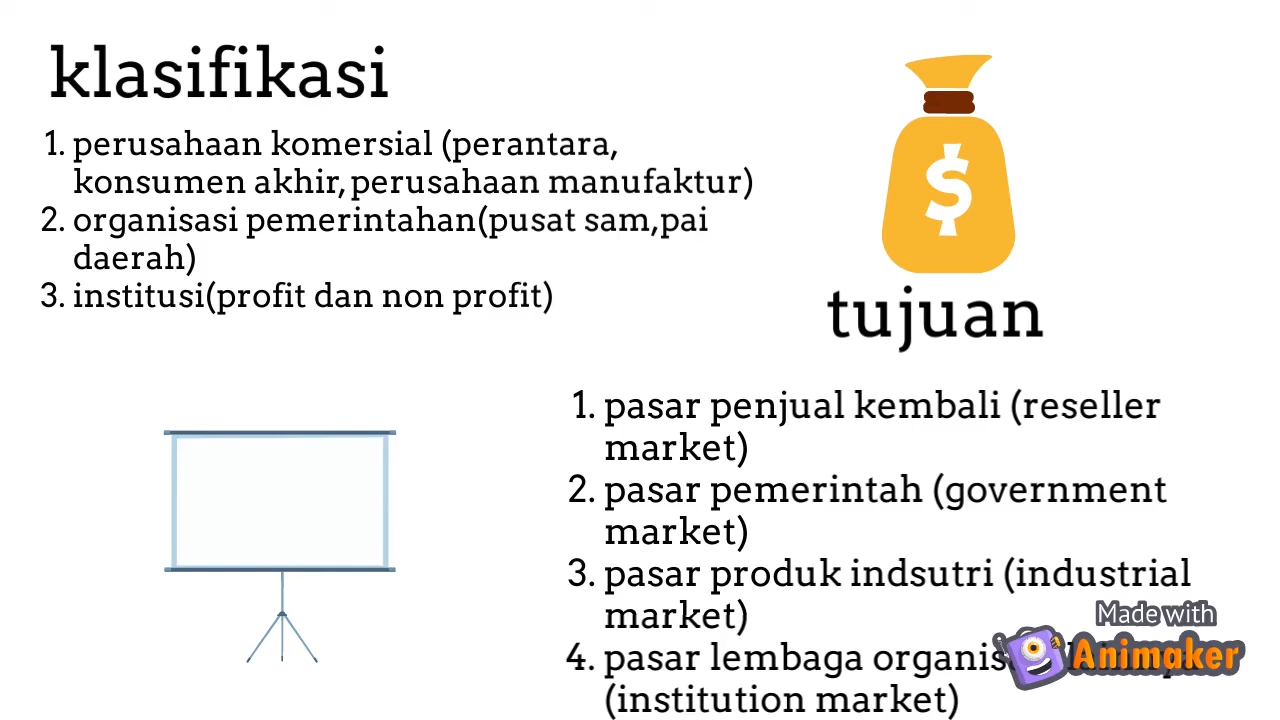 klasifikasi
1. perusahaan komersial (perantara,
konsumen akhir, perusahaan manufaktur)
2. organisasi pemerintahan(pusat sam,pai
daerah)
3. institusi(profit dan non profit)
$
tujuan
1. pasar penjual kembali (reseller
market)
2. pasar pemerintah (government
market)
3. pasar produk indsutri (industrial
market)
4. pasar lembaga
(institution market)
Made with
Animaker